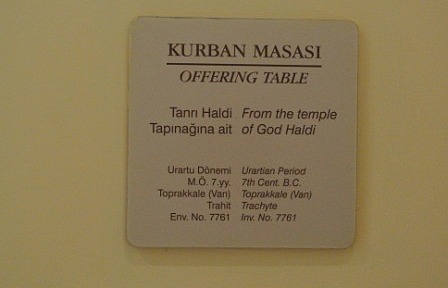 KURBAN MASASI
OFFERING TABLE
Tanrı Haldi From the temple
Tapınağına ait of God Haldi
Urartu Dönemi Urartian Period
M.Ö. 7.yy. 7th Cent. B.C.
Toprakkale (Van) Toprakkale (Van)
Trahit Trachyte
Env. No. 7761 Inv. No. 7761